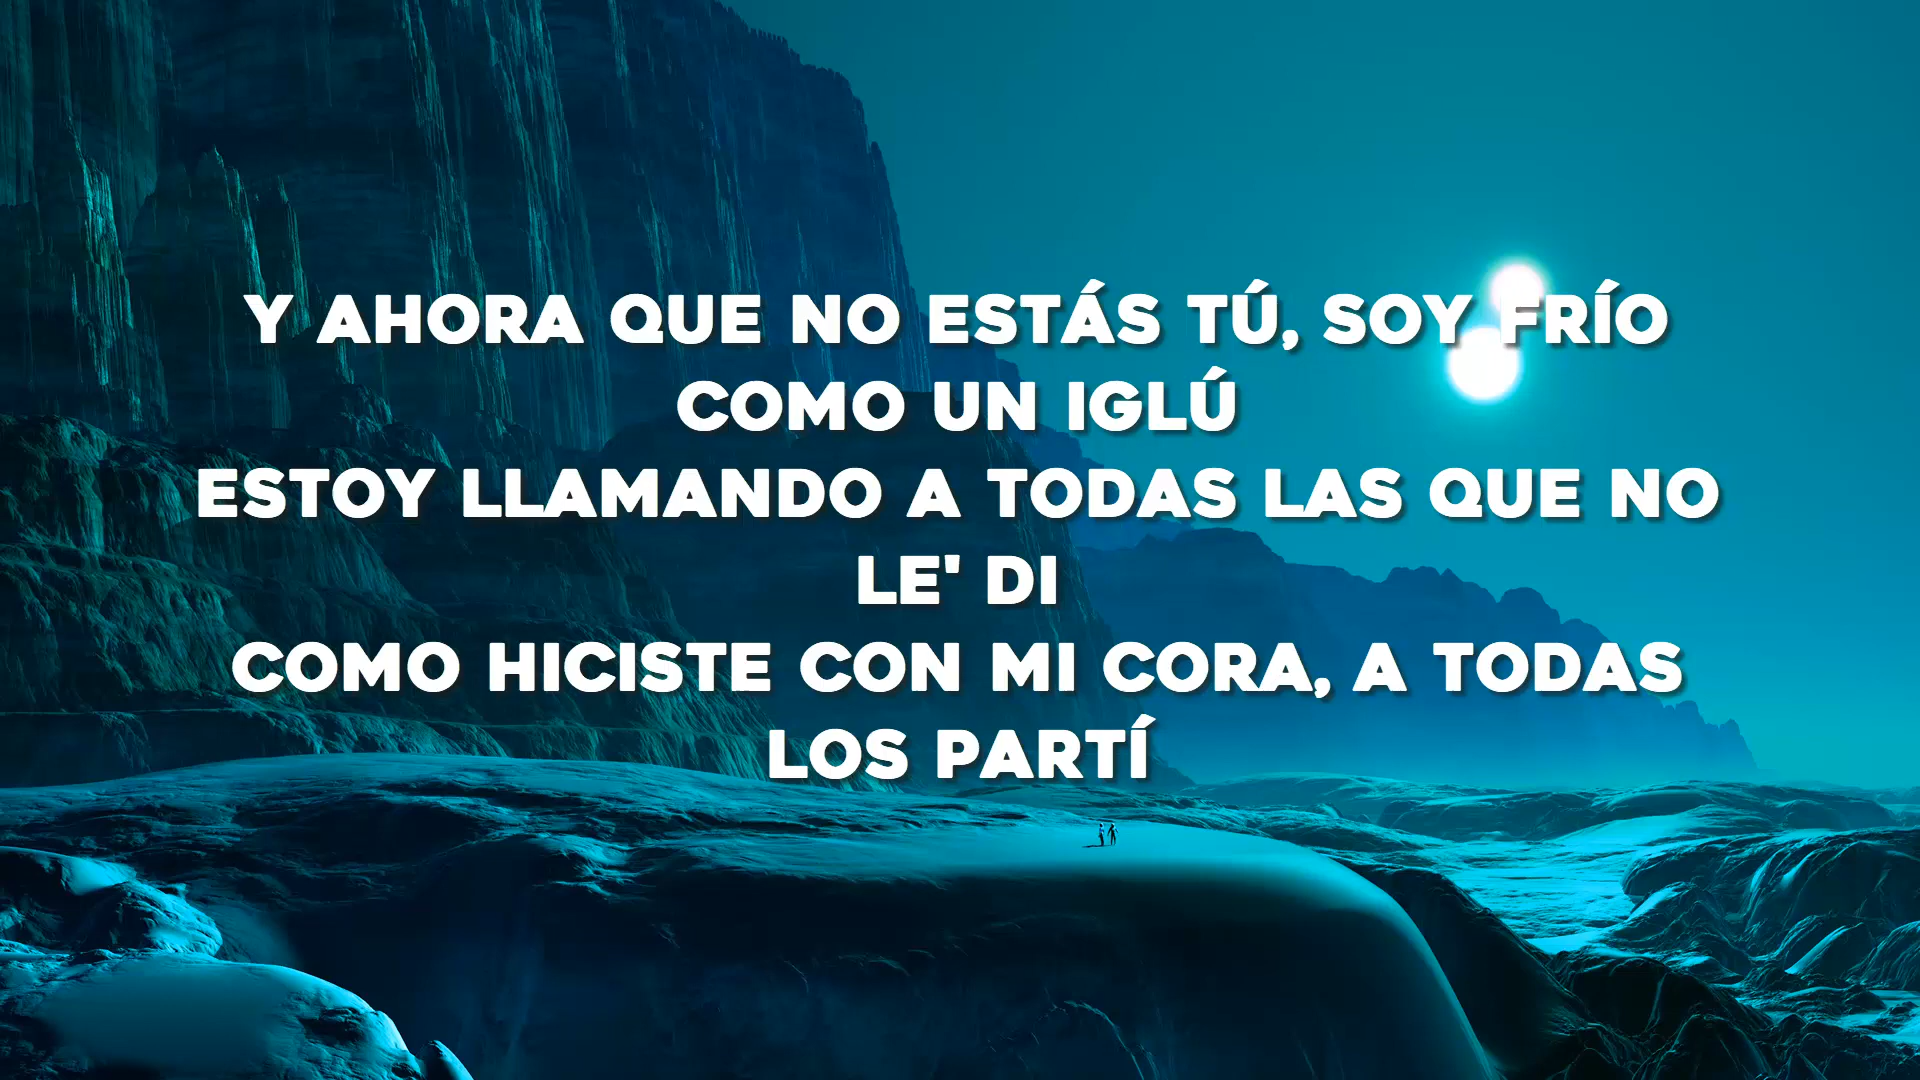 Y AHORA QUE NO ESTÁS TÚ, SOY FRÍO
COMO UN IGLÚ
ESTOY LLAMANDO A TODAS LAS QUE NO
LE' DI
COMO HICISTE CON MI CORA, A TODAS
LOS PARTÍ